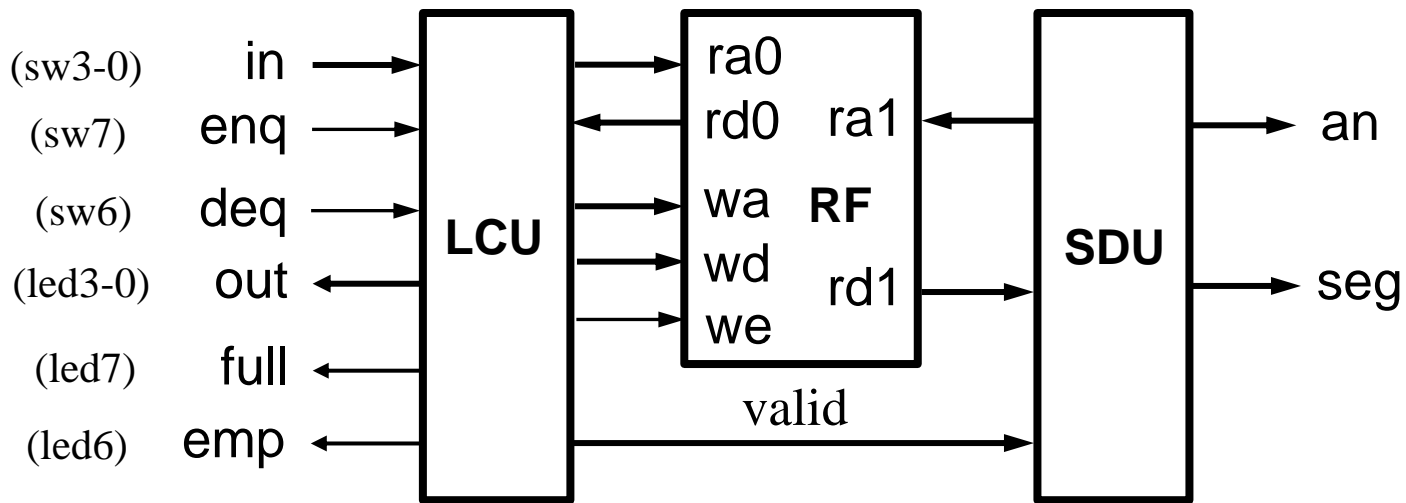 (sw3-0) in
(sw7) enq
(sw6) deq
(led3-0) out
(led7) full
(led6) emp
LCU
ra0
rd0 ra1
wa RF
wd
rd1
we
valid
SDU
an
seg